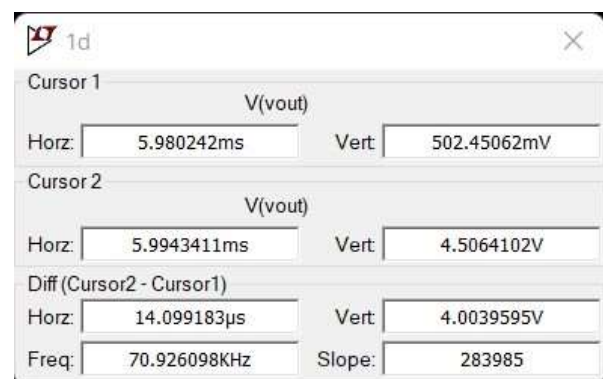 1d
Cursor 1
V(vout)
Horz: 5.980242ms Vert: 502.45062mV
Cursor 2
V(vout)
Horz: 5.9943411ms Vert: 4.5064102V
Diff (Cursor2 - Cursor1)
Horz: 14.099183µs Vert: 4.0039595V
Freq: 70.926098KHz Slope: 283985